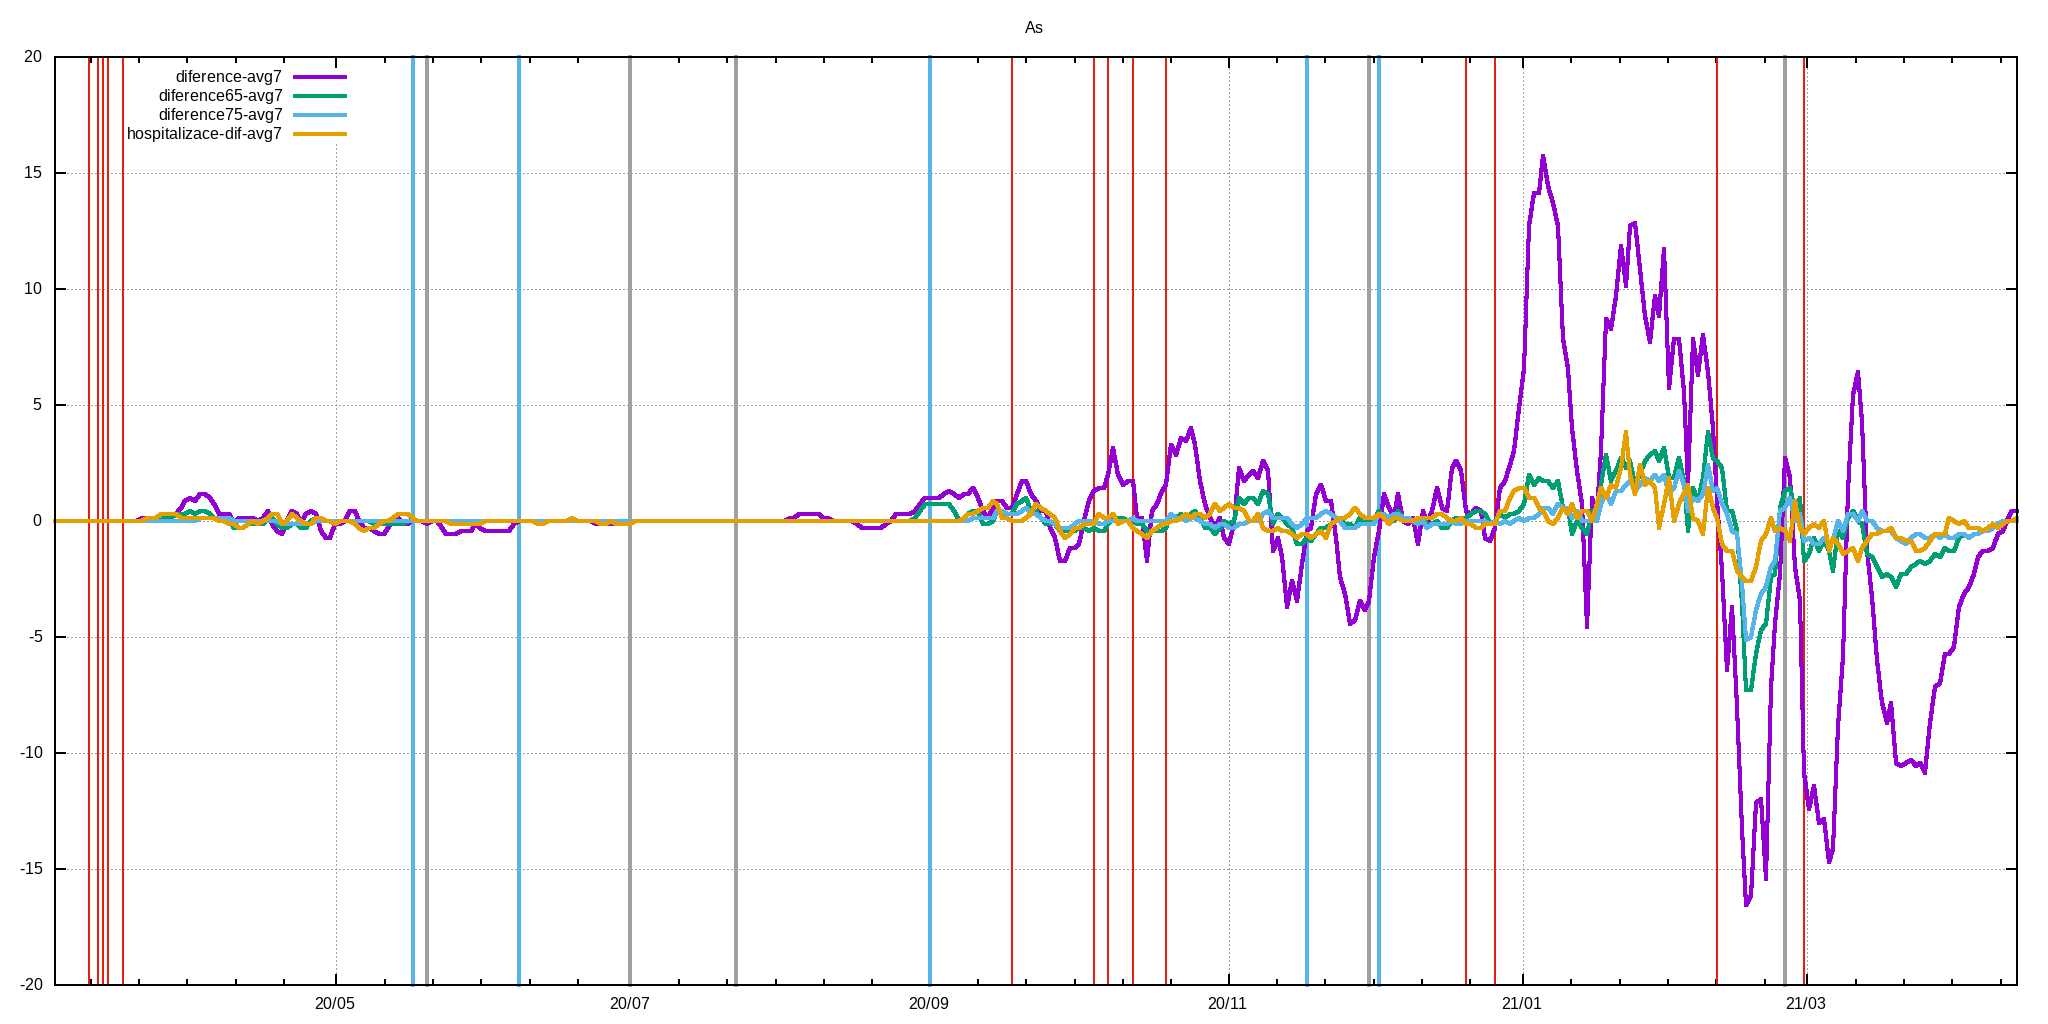 As
20
15
10
5
0
-5
-10
-15
-20
diference-avg7
diference65-avg7
diference75-avg7
hospitalizace-dif-avg7
20/05 20/07 20/09 20/11 21/01 21/03